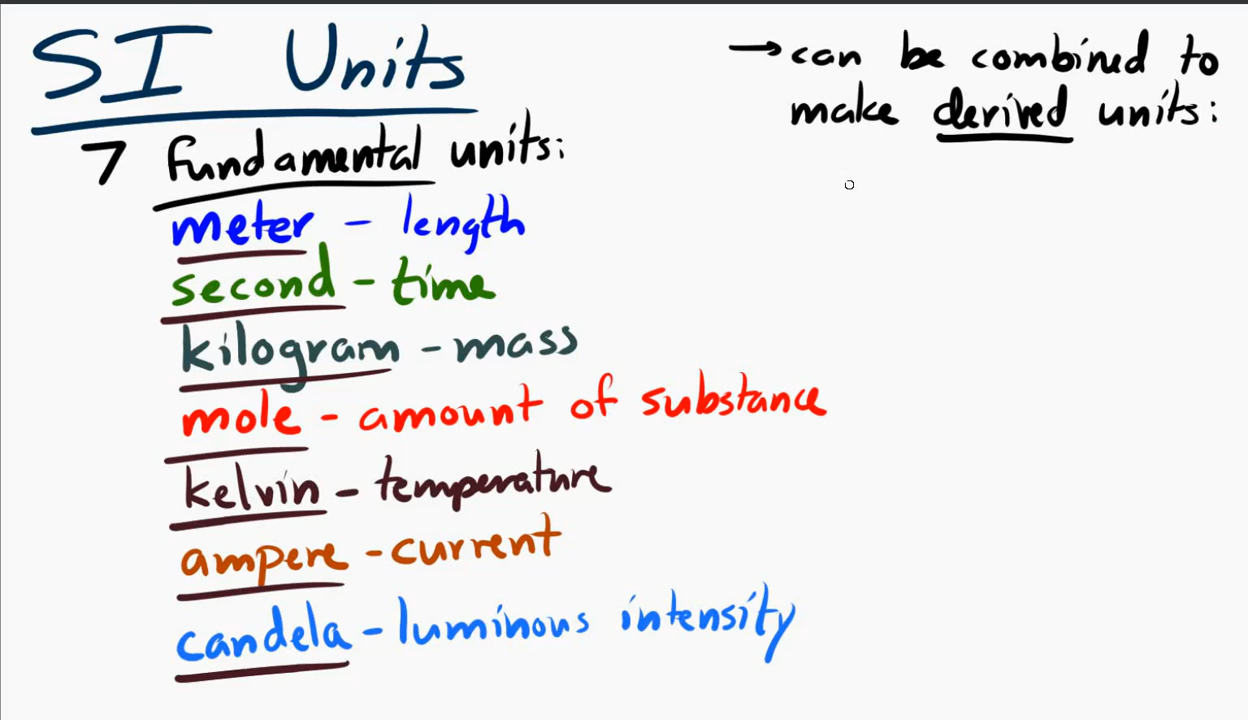 SI Units
7 fundamental units:
meter - length
second - time
kilogram - mass
mole - amount of substance
kelvin - temperature
ampere - current
candela - luminous intensity
→ can be combined to
make derived units: